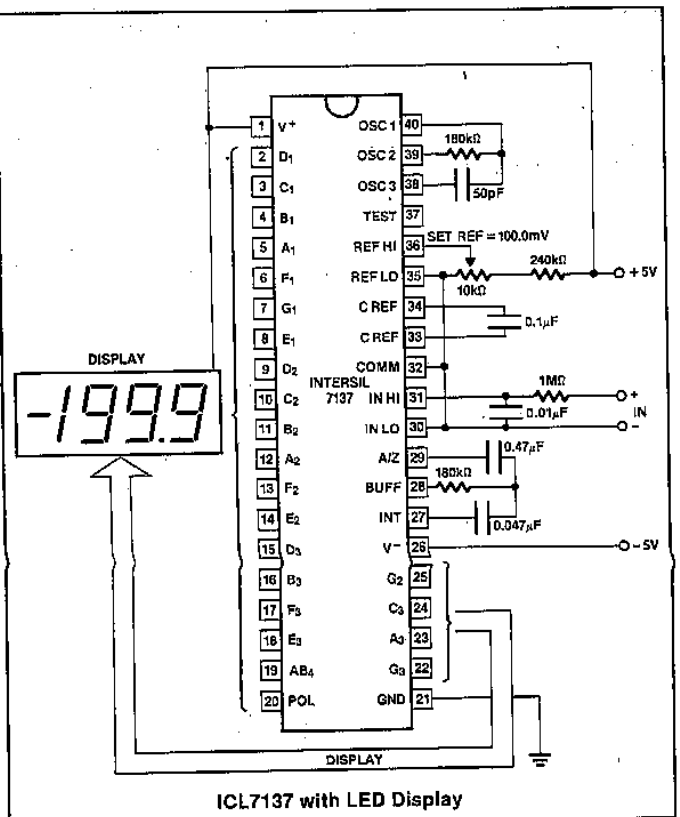 1 V+ OSC 1 40
180kΩ
2 D1 OSC 2 39
3 C1 OSC 3 38
50pF
4 B1 TEST 37
5 A1 REF HI 36 SET REF = 100.0mV
240kΩ
6 F1 REF LO 35 + 5V
10kΩ
7 G1 C REF 34
0.1μF
8 E1 C REF 33
DISPLAY
9 D2 COMM 32
INTERSIL
7137
1MΩ
10 C2 IN HI 31 +
-199.9
0.01μF IN
11 B2 IN LO 30 -
0.47μF
12 A2 A/Z 29
180kΩ
13 F2 BUFF 28
14 E2 INT 27
0.047μF
15 D3 V- 26 - 5V
16 B3 G2 25
17 F3 C3 24
18 E3 A3 23
19 AB4 G3 22
20 POL GND 21
DISPLAY
ICL7137 with LED Display